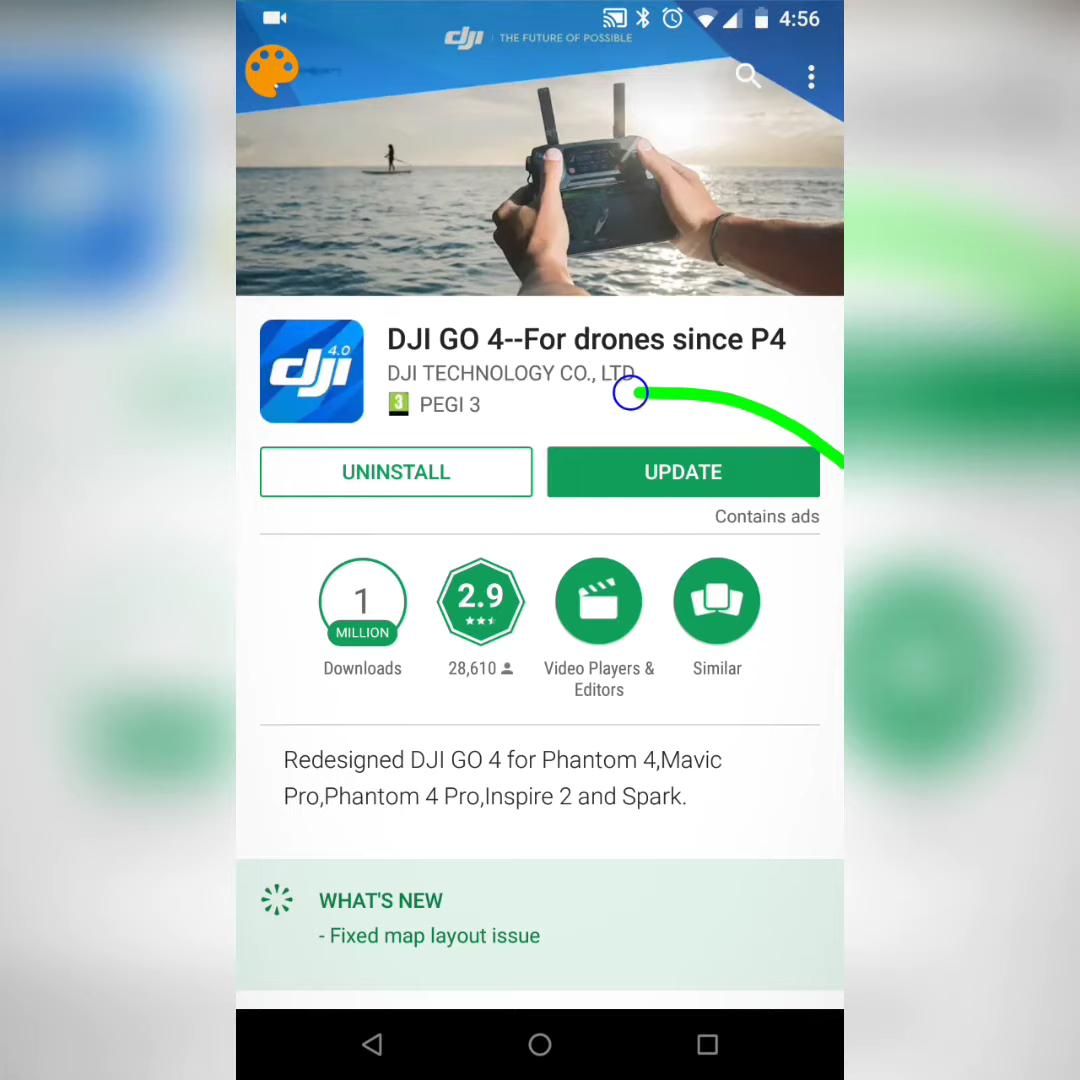 4:56
dji THE FUTURE OF POSSIBLE
4.0
dji
DJI GO 4--For drones since P4
DJI TECHNOLOGY CO., LTD
3 PEGI 3
UNINSTALL
UPDATE
Contains ads
1
MILLION
Downloads
2.9
28,610
Video Players &
Editors
Similar
Redesigned DJI GO 4 for Phantom 4,Mavic
Pro,Phantom 4 Pro,Inspire 2 and Spark.
WHAT'S NEW
- Fixed map layout issue